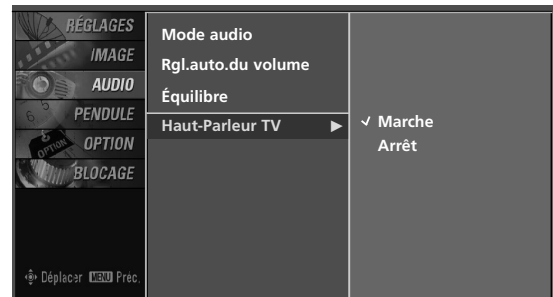 RÉGLAGES
IMAGE
AUDIO
PENDULE
OPTION
BLOCAGE
Déplacer MENU Préc.
Mode audio
Rgl.auto.du volume
Équilibre
Haut-Parleur TV ▶
✓ Marche
Arrêt